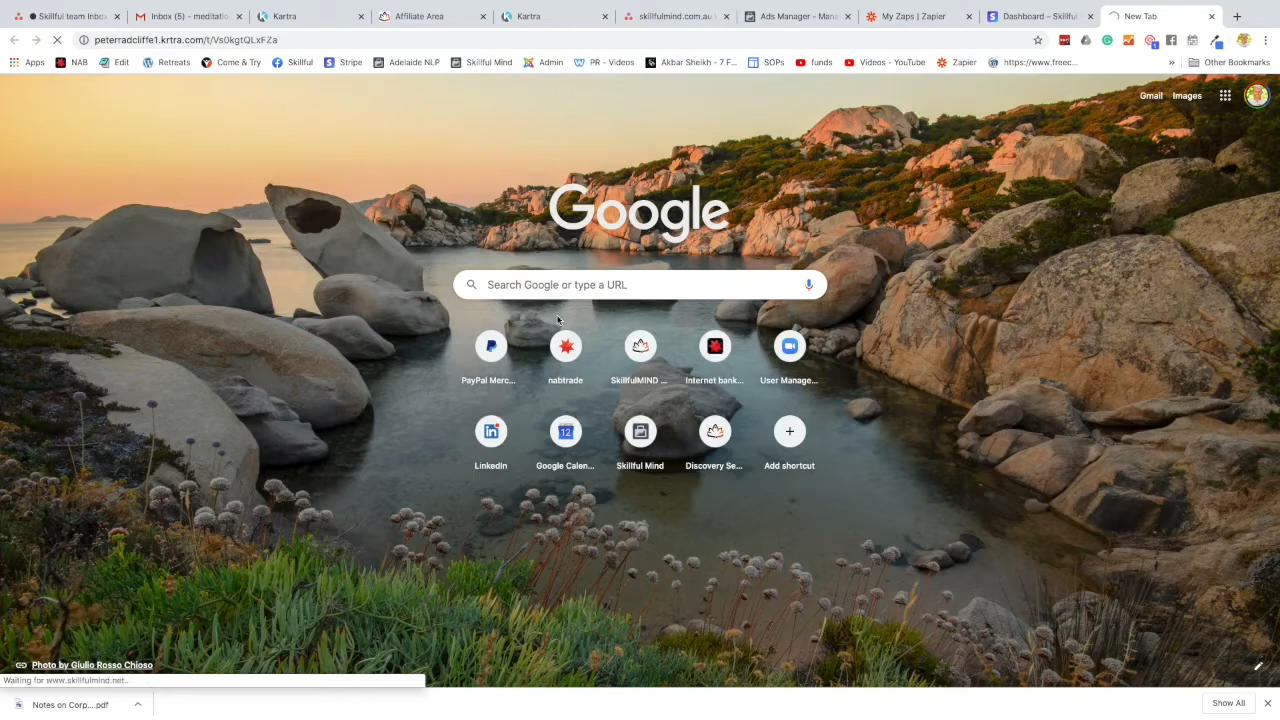 Skillful team Inbox
Inbox (5) - meditatio
Kartra
Affiliate Area
Kartra
skillfulmind.com.au
Ads Manager - Mana
My Zaps | Zapier
Dashboard – Skillful
New Tab
peterradcliffe1.krtra.com/t/Vs0kgtQLxFZa
Apps
NAB
Edit
Retreats
Come & Try
Skillful
Stripe
Adelaide NLP
Skillful Mind
Admin
PR - Videos
Akbar Sheikh - 7 F...
SOPs
funds
Videos - YouTube
Zapier
https://www.freec...
»
Other Bookmarks
Gmail
Images
Google
Search Google or type a URL
PayPal Merc...
nabtrade
SkillfulMIND ...
Internet bank...
User Manage...
12
LinkedIn
Google Calen...
Skillful Mind
Discovery Se...
Add shortcut
Photo by Giulio Rosso Chioso
Waiting for www.skillfulmind.net...
Notes on Corp....pdf
Show All